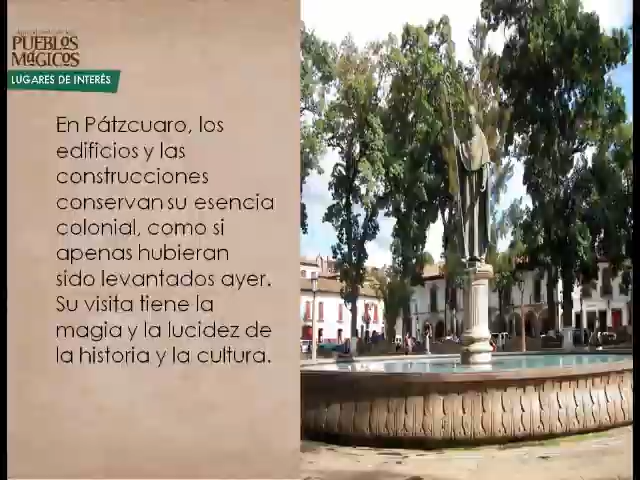 PUEBLOS
MÁGICOS
LUGARES DE INTERÉS
En Pátzcuaro, los
edificios y las
construcciones
conservan su esencia
colonial, como si
apenas hubieran
sido levantados ayer.
Su visita tiene la
magia y la lucidez de
la historia y la cultura.